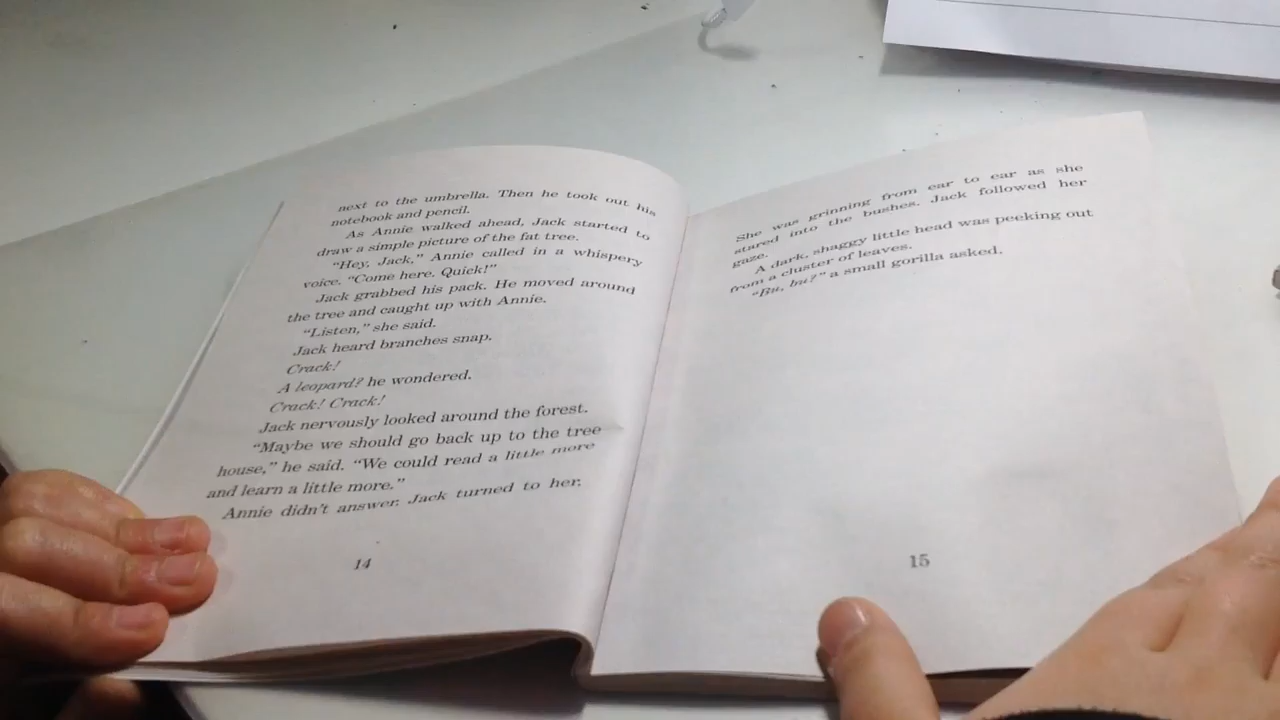 next to the umbrella. Then he took out his
notebook and pencil.
As Annie walked ahead, Jack started to
draw a simple picture of the fat tree.
“Hey, Jack,” Annie called in a whispery
voice. “Come here. Quick!”
Jack grabbed his pack. He moved around
the tree and caught up with Annie.
“Listen,” she said.
Jack heard branches snap.
Crack!
A leopard? he wondered.
Crack! Crack!
Jack nervously looked around the forest.
“Maybe we should go back up to the tree
house,” he said. “We could read a little more
and learn a little more.”
Annie didn’t answer. Jack turned to her.
14
She was grinning from ear to ear as she
stared into the bushes. Jack followed her
gaze.
A dark, shaggy little head was peeking out
from a cluster of leaves.
“Bu, bu?” a small gorilla asked.
15